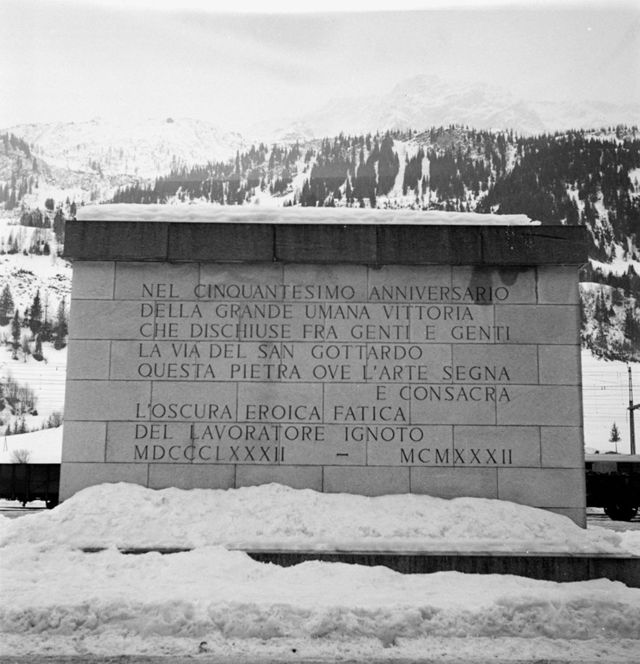 NEL CINQUANTESIMO ANNIVERSARIO
DELLA GRANDE UMANA VITTORIA
CHE DISCHIUSE FRA GENTI E GENTI
LA VIA DEL SAN GOTTARDO
QUESTA PIETRA OVE L'ARTE SEGNA
E CONSACRA
L'OSCURA EROICA FATICA
DEL LAVORATORE IGNOTO
MDCCCLXXXII – MCMXXXII